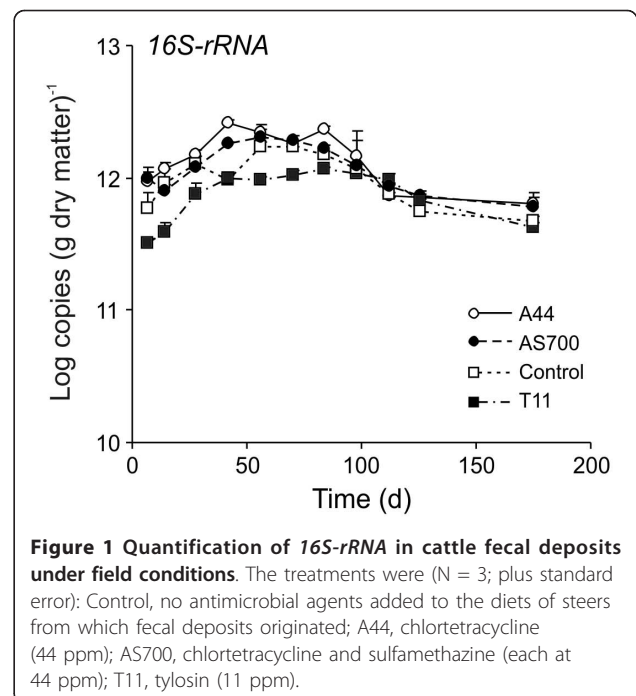 16S-rRNA
13
12
11
10
Log copies (g dry matter)-1
A44
AS700
Control
T11
0 50 100 150 200
Time (d)
Figure 1 Quantification of 16S-rRNA in cattle fecal deposits
under field conditions. The treatments were (N = 3; plus standard
error): Control, no antimicrobial agents added to the diets of steers
from which fecal deposits originated; A44, chlortetracycline
(44 ppm); AS700, chlortetracycline and sulfamethazine (each at
44 ppm); T11, tylosin (11 ppm).